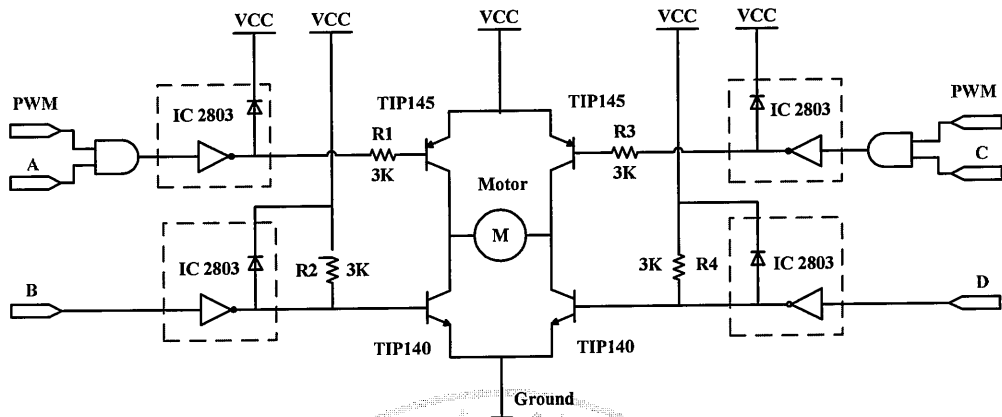 VCC VCC VCC VCC VCC
PWM IC 2803 TIP145 TIP145 IC 2803 PWM
R1 R3
A 3K 3K C
Motor
M
IC 2803 R2 3K 3K R4 IC 2803
B D
TIP140 TIP140
Ground